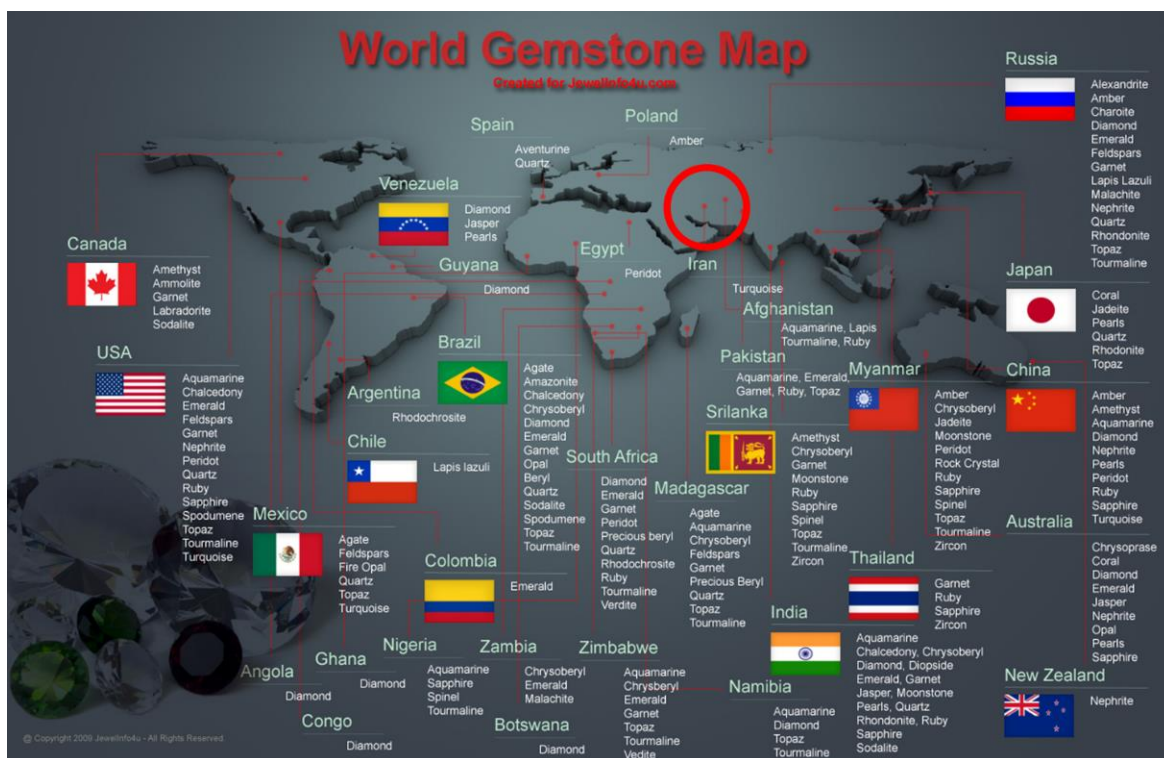 World Gemstone Map
Created for JewelInfo4u.com
Russia
Alexandrite
Amber
Charoite
Diamond
Emerald
Feldspars
Garnet
Lapis Lazuli
Malachite
Nephrite
Quartz
Rhondonite
Topaz
Tourmaline
Spain
Aventurine
Quartz
Poland
Amber
Venezuela
Diamond
Jasper
Pearls
Canada
Amethyst
Ammolite
Garnet
Labradorite
Sodalite
Guyana
Diamond
Egypt
Peridot
Iran
Turquoise
Japan
Coral
Jadeite
Pearls
Quartz
Rhodonite
Topaz
Afghanistan
Aquamarine, Lapis
Tourmaline, Ruby
USA
Aquamarine
Chalcedony
Emerald
Feldspars
Garnet
Nephrite
Peridot
Quartz
Ruby
Sapphire
Spodumene
Topaz
Tourmaline
Turquoise
Argentina
Rhodochrosite
Brazil
Agate
Amazonite
Chalcedony
Chrysoberyl
Diamond
Emerald
Garnet
Opal
Beryl
Quartz
Sodalite
Spodumene
Topaz
Tourmaline
Pakistan
Aquamarine, Emerald,
Garnet, Ruby, Topaz
Myanmar
Amber
Chrysoberyl
Jadeite
Moonstone
Peridot
Rock Crystal
Ruby
Sapphire
Spinel
Topaz
Tourmaline
Zircon
China
Amber
Amethyst
Aquamarine
Diamond
Nephrite
Pearls
Peridot
Ruby
Sapphire
Turquoise
Chile
Lapis lazuli
Srilanka
Amethyst
Chrysoberyl
Garnet
Moonstone
Ruby
Sapphire
Spinel
Topaz
Tourmaline
Zircon
South Africa
Diamond
Emerald
Garnet
Peridot
Precious beryl
Quartz
Rhodochrosite
Ruby
Tourmaline
Verdite
Madagascar
Agate
Aquamarine
Chrysoberyl
Feldspars
Garnet
Precious Beryl
Quartz
Topaz
Tourmaline
Mexico
Agate
Feldspars
Fire Opal
Quartz
Topaz
Turquoise
Australia
Chrysoprase
Coral
Diamond
Emerald
Jasper
Nephrite
Opal
Pearls
Sapphire
Colombia
Emerald
Thailand
Garnet
Ruby
Sapphire
Zircon
India
Aquamarine
Chalcedony, Chrysoberyl
Diamond, Diopside
Emerald, Garnet
Jasper, Moonstone
Pearls, Quartz
Rhondonite, Ruby
Sapphire
Sodalite
Angola
Diamond
Ghana
Diamond
Nigeria
Aquamarine
Sapphire
Spinel
Tourmaline
Zambia
Chrysoberyl
Emerald
Malachite
Zimbabwe
Aquamarine
Chrysberyl
Emerald
Garnet
Topaz
Tourmaline
Vedite
Namibia
Aquamarine
Diamond
Topaz
Tourmaline
New Zealand
Nephrite
Congo
Diamond
Botswana
Diamond
@ Copyright 2009 JewelInfo4u - All Rights Reserved.